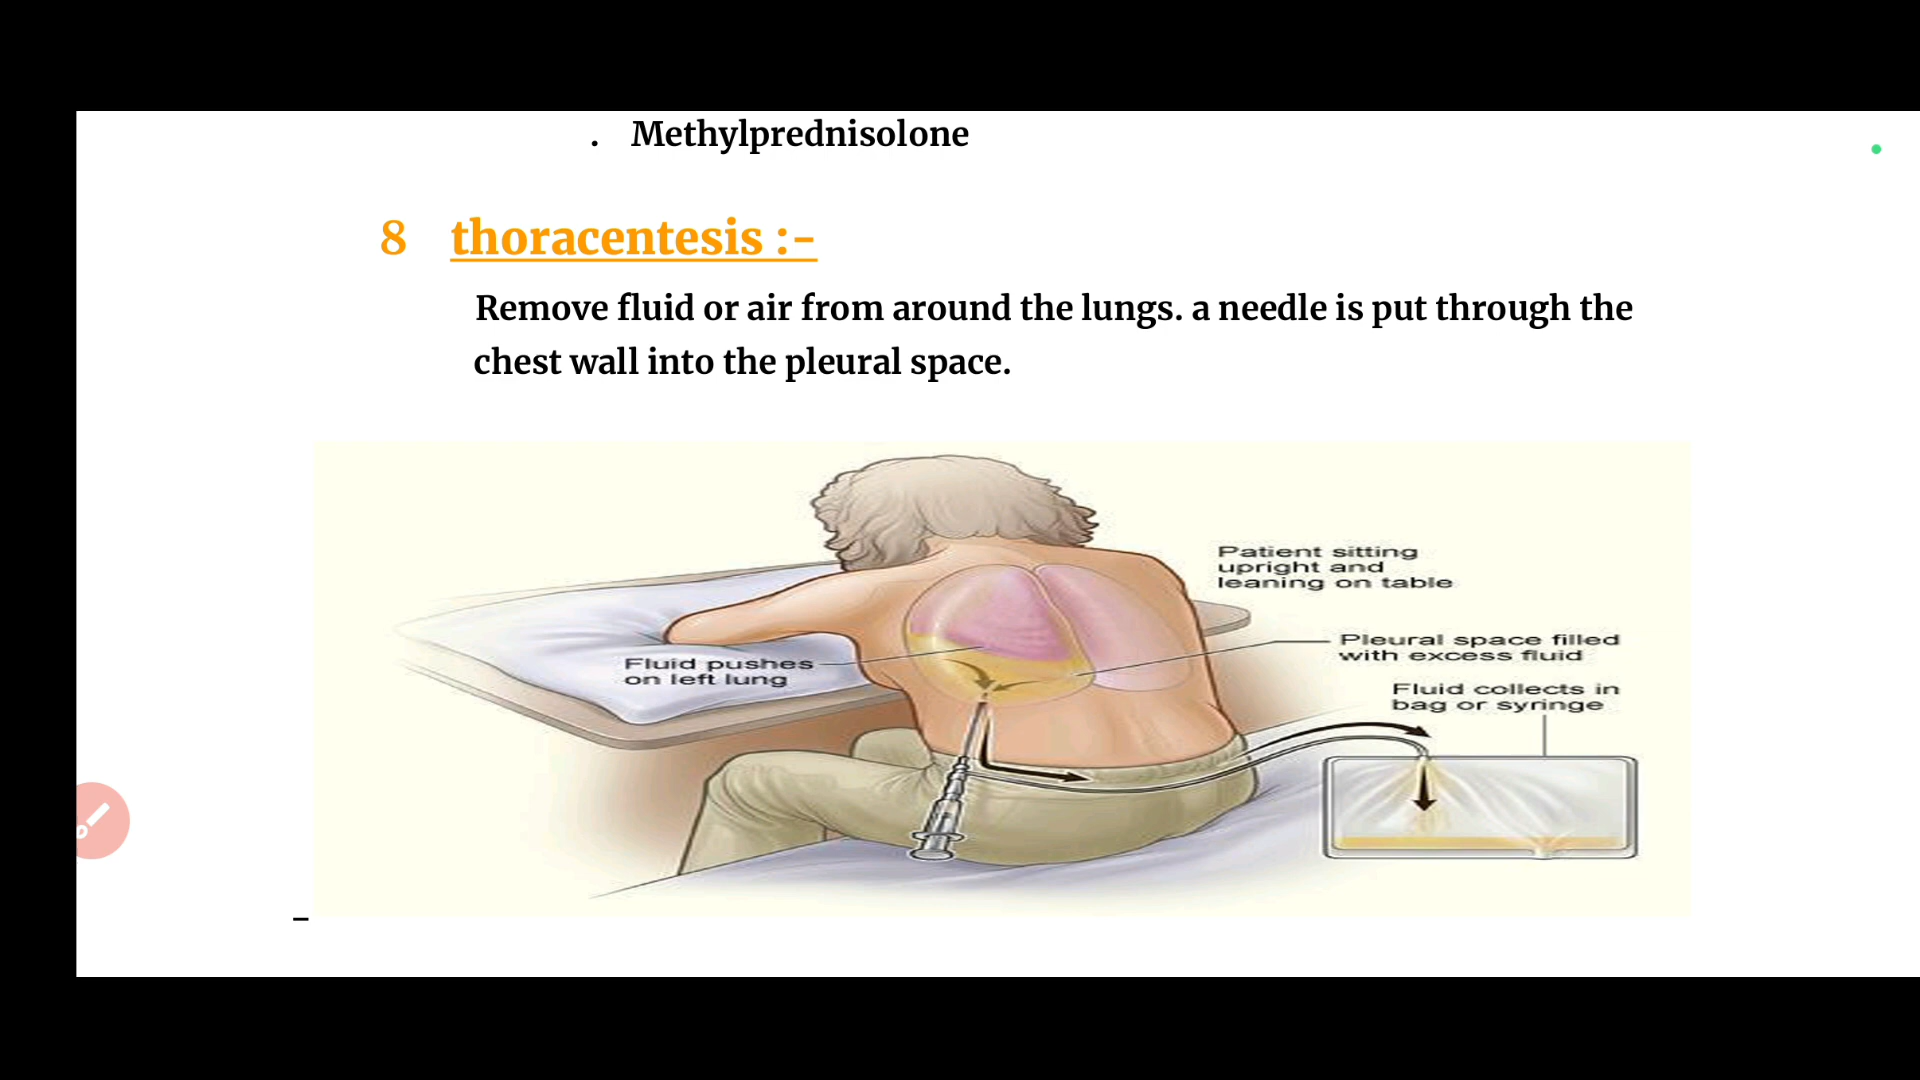 . Methylprednisolone
8 thoracentesis :-
Remove fluid or air from around the lungs. a needle is put through the
chest wall into the pleural space.
Patient sitting
upright and
leaning on table
Pleural space filled
with excess fluid
Fluid pushes
on left lung
Fluid collects in
bag or syringe
-